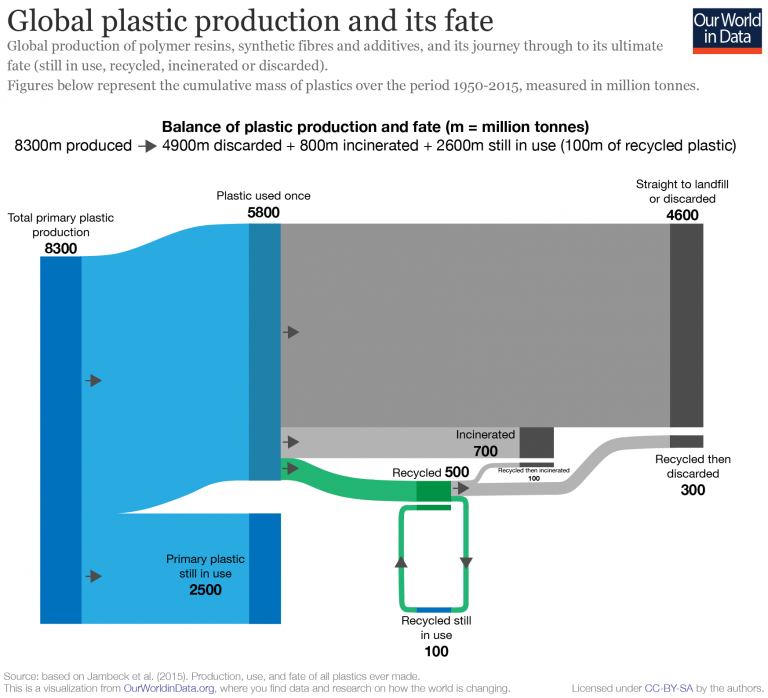 Global plastic production and its fate
Our World
in Data
Global production of polymer resins, synthetic fibres and additives, and its journey through to its ultimate
fate (still in use, recycled, incinerated or discarded).
Figures below represent the cumulative mass of plastics over the period 1950-2015, measured in million tonnes.
Balance of plastic production and fate (m = million tonnes)
8300m produced → 4900m discarded + 800m incinerated + 2600m still in use (100m of recycled plastic)
Total primary plastic
production
8300
Plastic used once
5800
Straight to landfill
or discarded
4600
Incinerated
700
Recycled 500
Recycled then incinerated
100
Recycled then
discarded
300
Primary plastic
still in use
2500
Recycled still
in use
100
Source: based on Jambeck et al. (2015). Production, use, and fate of all plastics ever made.
This is a visualization from OurWorldinData.org, where you find data and research on how the world is changing.
Licensed under CC-BY-SA by the authors.